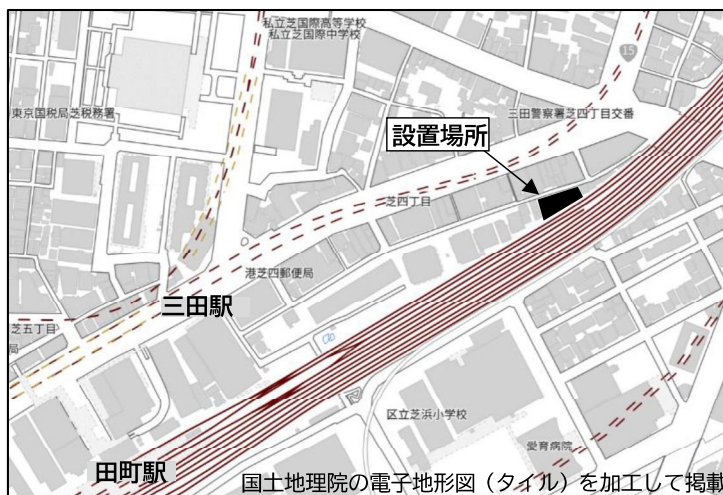 私立芝国際高等学校
私立芝国際中学校
15
東京国税局芝税務署
三田警察署芝四丁目交番
設置場所
芝四丁目
港芝四郵便局
三田駅
芝五丁目
局
区立芝浜小学校
愛育病院
田町駅
国土地理院の電子地形図（タイル）を加工して掲載